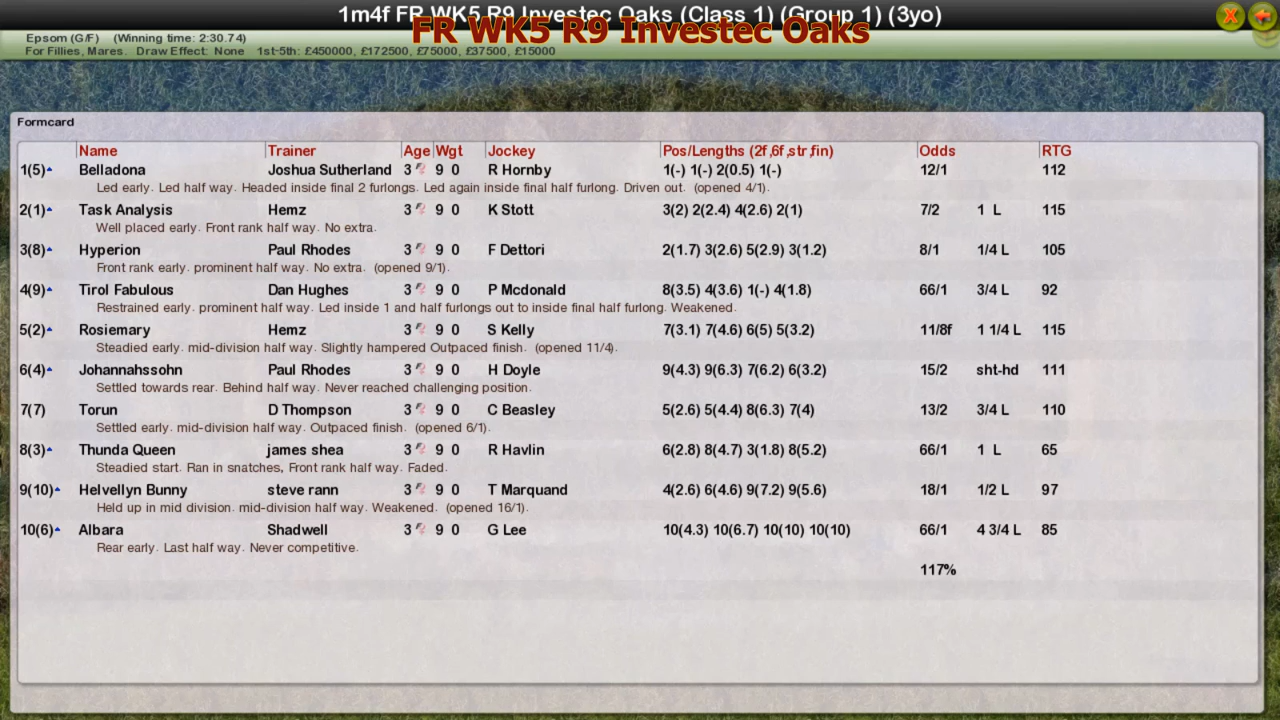 1m4f FR WK5 R9 Investec Oaks (Class 1) (Group 1) (3yo)
FR WK5 R9 Investec Oaks
Epsom (G/F) (Winning time: 2:30.74)
For Fillies, Mares. Draw Effect: None 1st-5th: £450000, £172500, £75000, £37500, £15000
Formcard
Name Trainer Age Wgt Jockey Pos/Lengths (2f,6f,str,fin) Odds RTG
1(5) Belladona Joshua Sutherland 3 9 0 R Hornby 1(-) 1(-) 2(0.5) 1(-) 12/1 112
Led early. Led half way. Headed inside final 2 furlongs. Led again inside final half furlong. Driven out. (opened 4/1).
2(1) Task Analysis Hemz 3 9 0 K Stott 3(2) 2(2.4) 4(2.6) 2(1) 7/2 1 L 115
Well placed early. Front rank half way. No extra.
3(8) Hyperion Paul Rhodes 3 9 0 F Dettori 2(1.7) 3(2.6) 5(2.9) 3(1.2) 8/1 1/4 L 105
Front rank early. prominent half way. No extra. (opened 9/1).
4(9) Tirol Fabulous Dan Hughes 3 9 0 P Mcdonald 8(3.5) 4(3.6) 1(-) 4(1.8) 66/1 3/4 L 92
Restrained early. prominent half way. Led inside 1 and half furlongs out to inside final half furlong. Weakened.
5(2) Rosiemary Hemz 3 9 0 S Kelly 7(3.1) 7(4.6) 6(5) 5(3.2) 11/8f 1 1/4 L 115
Steadied early. mid-division half way. Slightly hampered Outpaced finish. (opened 11/4).
6(4) Johannahssohn Paul Rhodes 3 9 0 H Doyle 9(4.3) 9(6.3) 7(6.2) 6(3.2) 15/2 sht-hd 111
Settled towards rear. Behind half way. Never reached challenging position.
7(7) Torun D Thompson 3 9 0 C Beasley 5(2.6) 5(4.4) 8(6.3) 7(4) 13/2 3/4 L 110
Settled early. mid-division half way. Outpaced finish. (opened 6/1).
8(3) Thunda Queen james shea 3 9 0 R Havlin 6(2.8) 8(4.7) 3(1.8) 8(5.2) 66/1 1 L 65
Steadied start. Ran in snatches, Front rank half way. Faded.
9(10) Helvellyn Bunny steve rann 3 9 0 T Marquand 4(2.6) 6(4.6) 9(7.2) 9(5.6) 18/1 1/2 L 97
Held up in mid division. mid-division half way. Weakened. (opened 16/1).
10(6) Albara Shadwell 3 9 0 G Lee 10(4.3) 10(6.7) 10(10) 10(10) 66/1 4 3/4 L 85
Rear early. Last half way. Never competitive.
117%